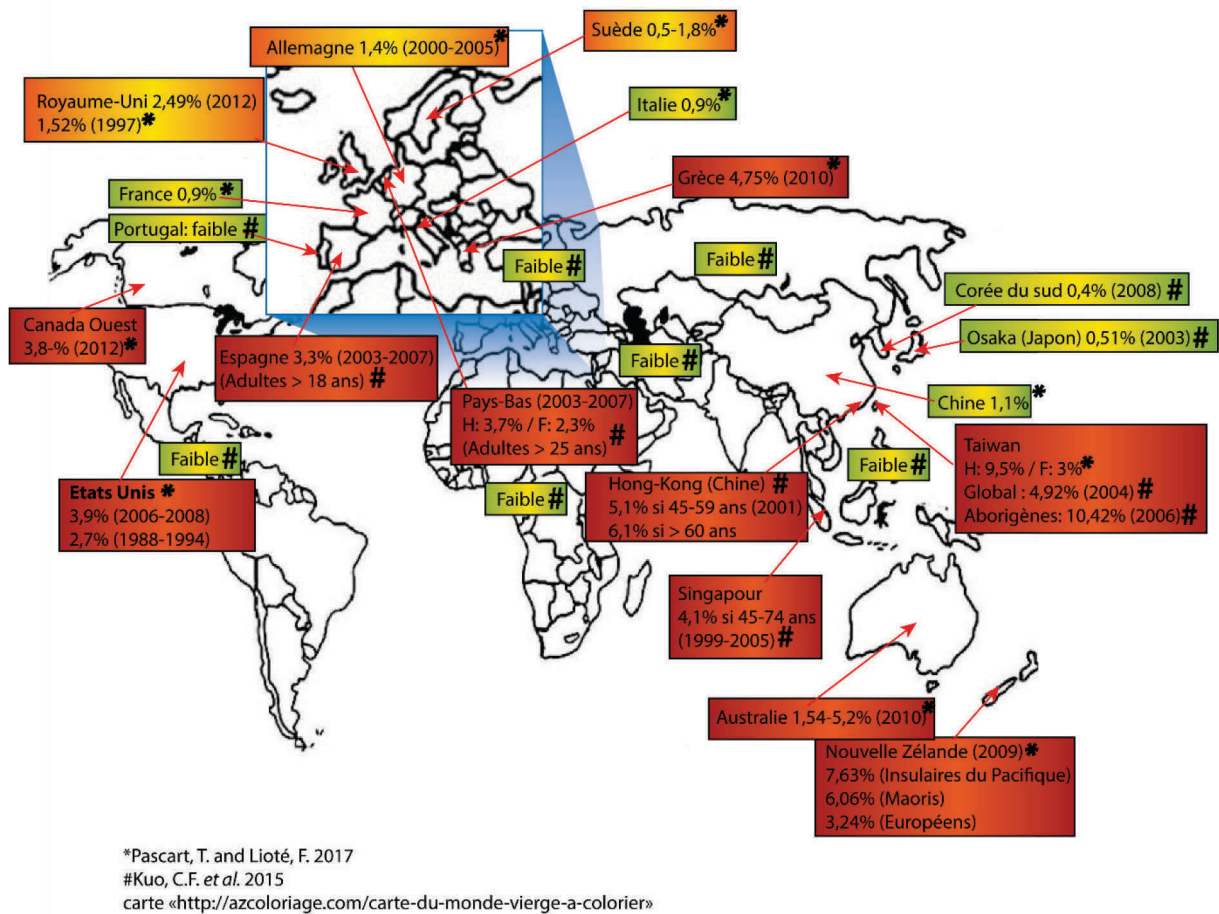 Allemagne 1,4% (2000-2005)*
Suède 0,5-1,8%*
Royaume-Uni 2,49% (2012)
1,52% (1997)*
Italie 0,9%*
France 0,9% *
Grèce 4,75% (2010)*
Portugal: faible #
Faible #
Faible #
Corée du sud 0,4% (2008) #
Canada Ouest
3,8-% (2012)*
Espagne 3,3% (2003-2007)
(Adultes > 18 ans) #
Faible #
Osaka (Japon) 0,51% (2003) #
Pays-Bas (2003-2007)
H: 3,7% / F: 2,3%
(Adultes > 25 ans) #
Chine 1,1% *
Faible #
Faible #
Taiwan
H: 9,5% / F: 3%*
Global : 4,92% (2004) #
Aborigènes: 10,42% (2006) #
Etats Unis *
3,9% (2006-2008)
2,7% (1988-1994)
Faible #
Hong-Kong (Chine) #
5,1% si 45-59 ans (2001)
6,1% si > 60 ans
Singapour
4,1% si 45-74 ans
(1999-2005) #
Australie 1,54-5,2% (2010)*
Nouvelle Zélande (2009) *
7,63% (Insulaires du Pacifique)
6,06% (Maoris)
3,24% (Européens)
*Pascart, T. and Lioté, F. 2017
#Kuo, C.F. et al. 2015
carte «http://azcoloriage.com/carte-du-monde-vierge-a-colorier»